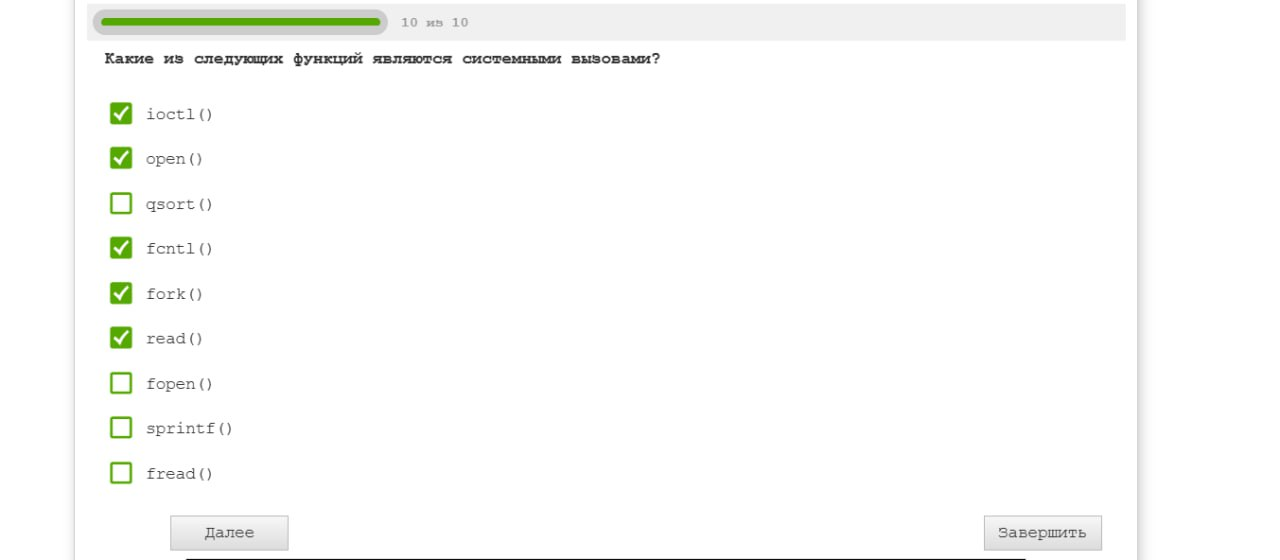 10 из 10
Какие из следующих функций являются системными вызовами?
ioctl()
open()
qsort()
fcntl()
fork()
read()
fopen()
sprintf()
fread()
Далее
Завершить